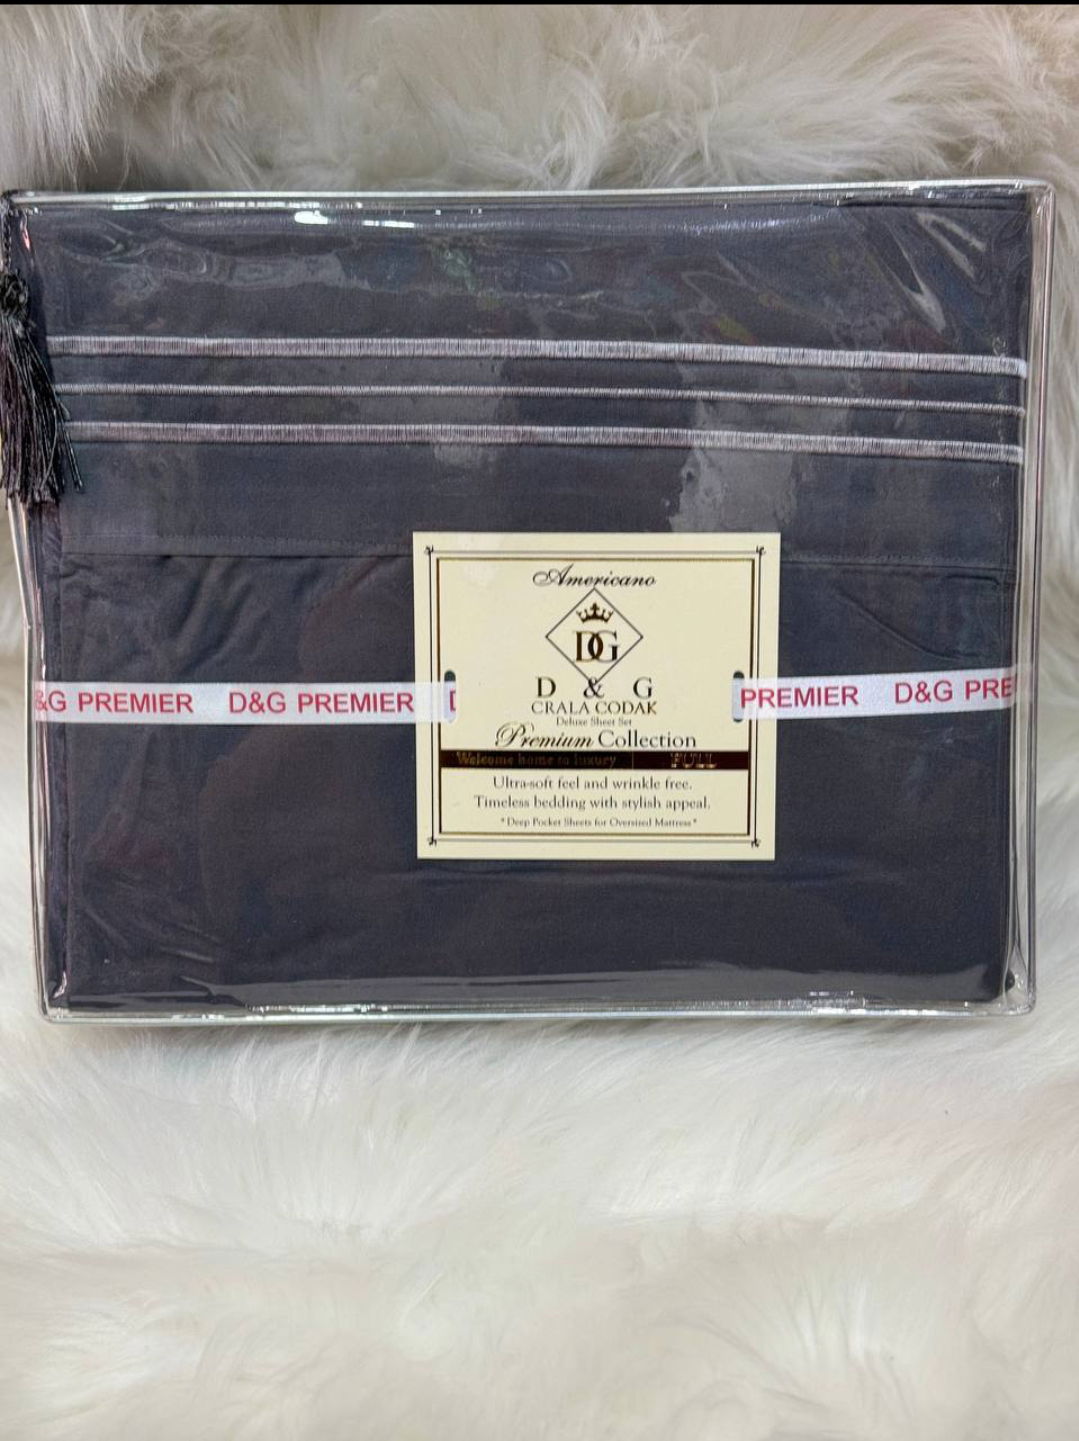 Americano
DG
D & G
CRALA CODAK
Deluxe Sheet Set
Premium Collection
Welcome home to luxury FULL
&G PREMIER D&G PREMIER D PREMIER D&G PRE
Ultra-soft feel and wrinkle free.
Timeless bedding with stylish appeal.
*Deep Pocket Sheets for Oversized Mattress*